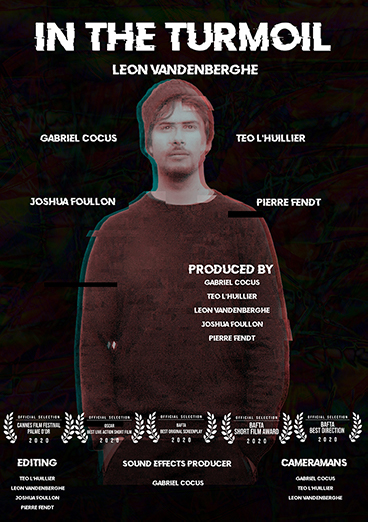 IN THE TURMOIL
LEON VANDENBERGHE
GABRIEL COCUS
TEO L'HUILLIER
JOSHUA FOULLON
PIERRE FENDT
PRODUCED BY
GABRIEL COCUS
TEO L'HUILLIER
LEON VANDENBERGHE
JOSHUA FOULLON
PIERRE FENDT
OFFICIAL SELECTION
CANNES FILM FESTIVAL
PALME D'OR
2020
OFFICIAL SELECTION
OSCAR
BEST LIVE ACTION SHORT FILM
2020
OFFICIAL SELECTION
BAFTA
BEST ORIGINAL SCREENPLAY
2020
OFFICIAL SELECTION
BAFTA
SHORT FILM AWARD
2020
OFFICIAL SELECTION
BAFTA
BEST DIRECTION
2020
EDITING
TEO L'HUILLIER
LEON VANDENBERGHE
JOSHUA FOULLON
PIERRE FENDT
SOUND EFFECTS PRODUCER
GABRIEL COCUS
CAMERAMANS
GABRIEL COCUS
TEO L'HUILLIER
LEON VANDENBERGHE